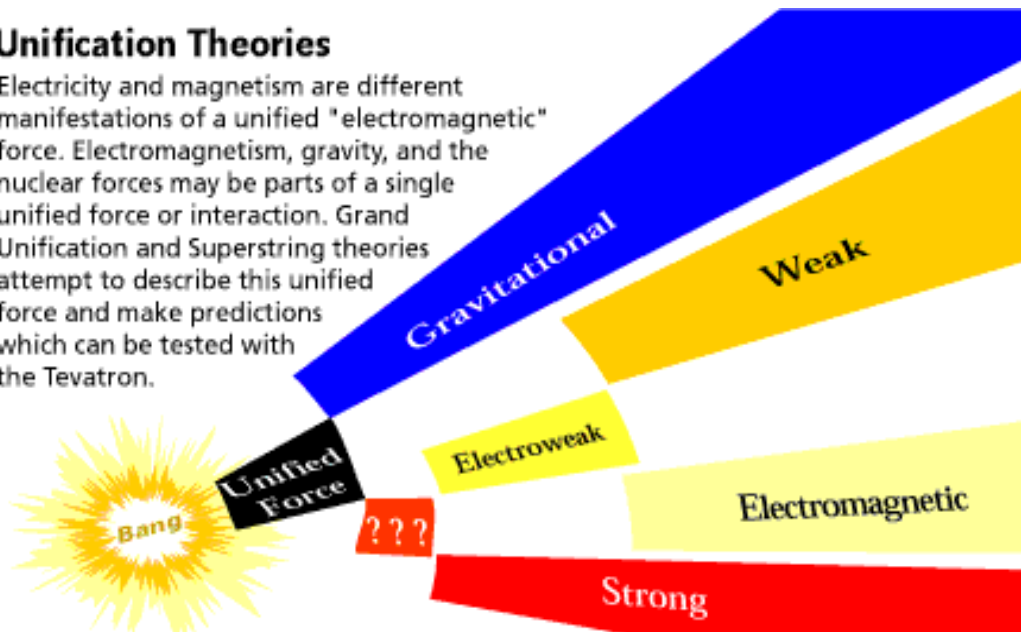 Unification Theories
Electricity and magnetism are different
manifestations of a unified "electromagnetic"
force. Electromagnetism, gravity, and the
nuclear forces may be parts of a single
unified force or interaction. Grand
Unification and Superstring theories
attempt to describe this unified
force and make predictions
which can be tested with
the Tevatron.
Gravitational
Weak
Electroweak
Unified
Force
Electromagnetic
Bang
? ? ?
Strong